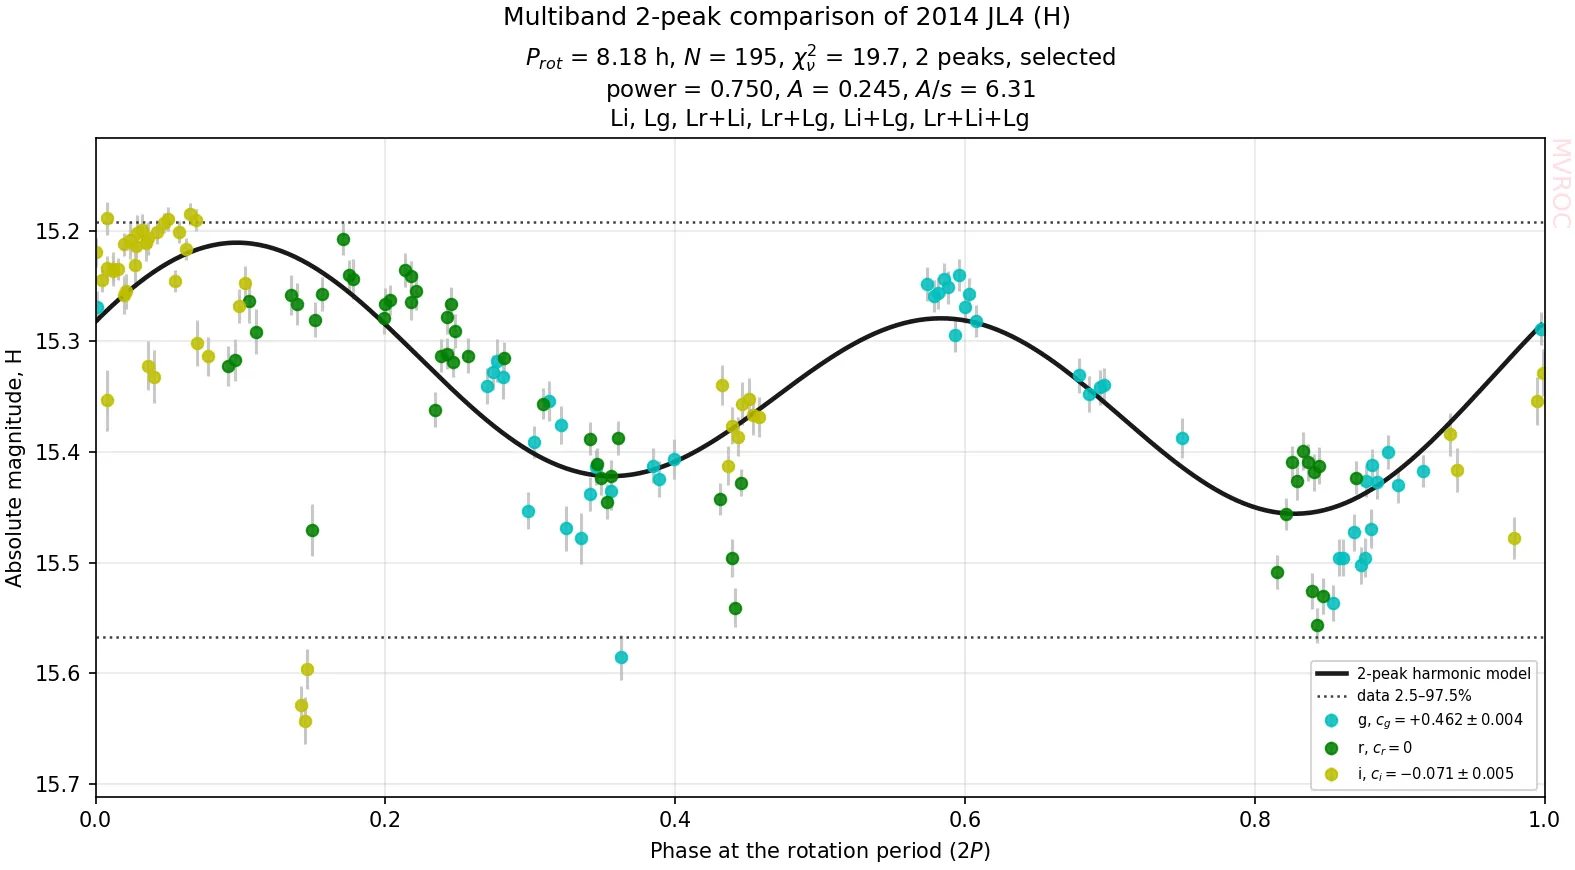 Multiband 2-peak comparison of 2014 JL4 (H)
P_rot = 8.18 h, N = 195, χ²_ν = 19.7, 2 peaks, selected
power = 0.750, A = 0.245, A/s = 6.31
Li, Lg, Lr+Li, Lr+Lg, Li+Lg, Lr+Li+Lg
MVROC
Absolute magnitude, H
15.2
15.3
15.4
15.5
15.6
15.7
2-peak harmonic model
data 2.5–97.5%
g, c_g = +0.462 ± 0.004
r, c_r = 0
i, c_i = −0.071 ± 0.005
0.0 0.2 0.4 0.6 0.8 1.0
Phase at the rotation period (2P)